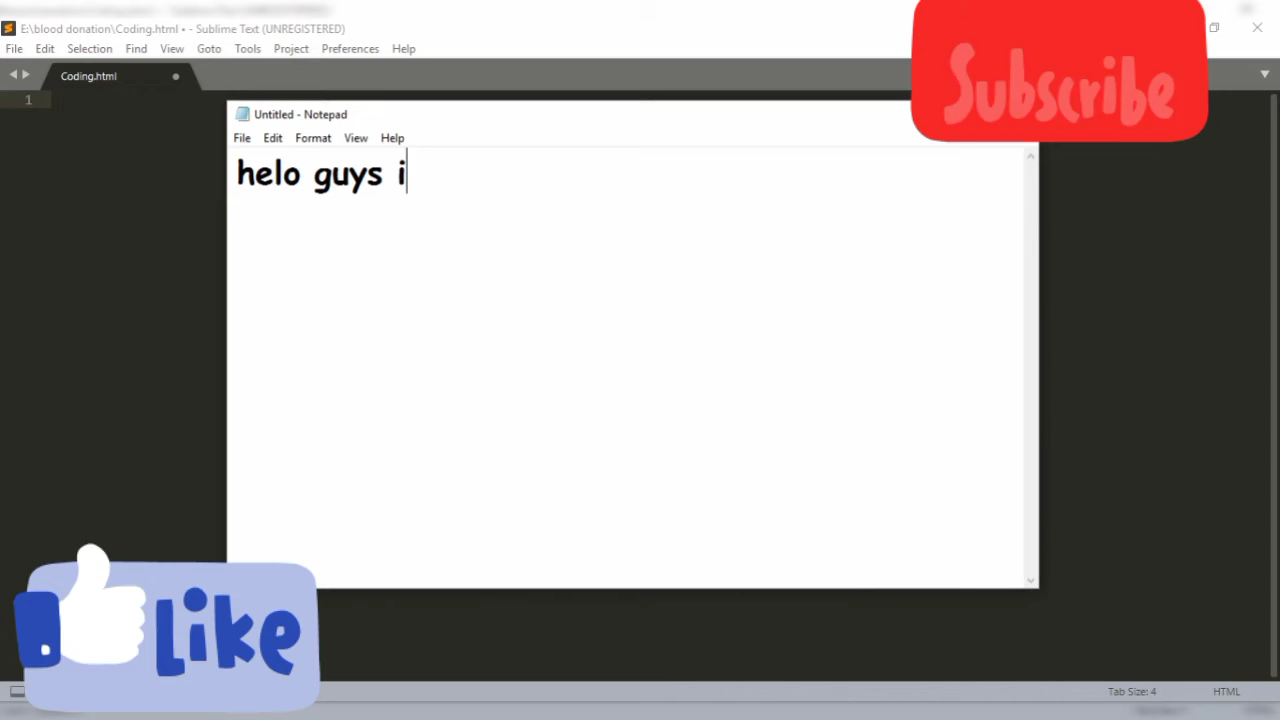 E:\blood donation\Coding.html • - Sublime Text (UNREGISTERED)
File Edit Selection Find View Goto Tools Project Preferences Help
Coding.html
1
Untitled - Notepad
File Edit Format View Help
helo guys i
Subscribe
Like
Tab Size: 4 HTML